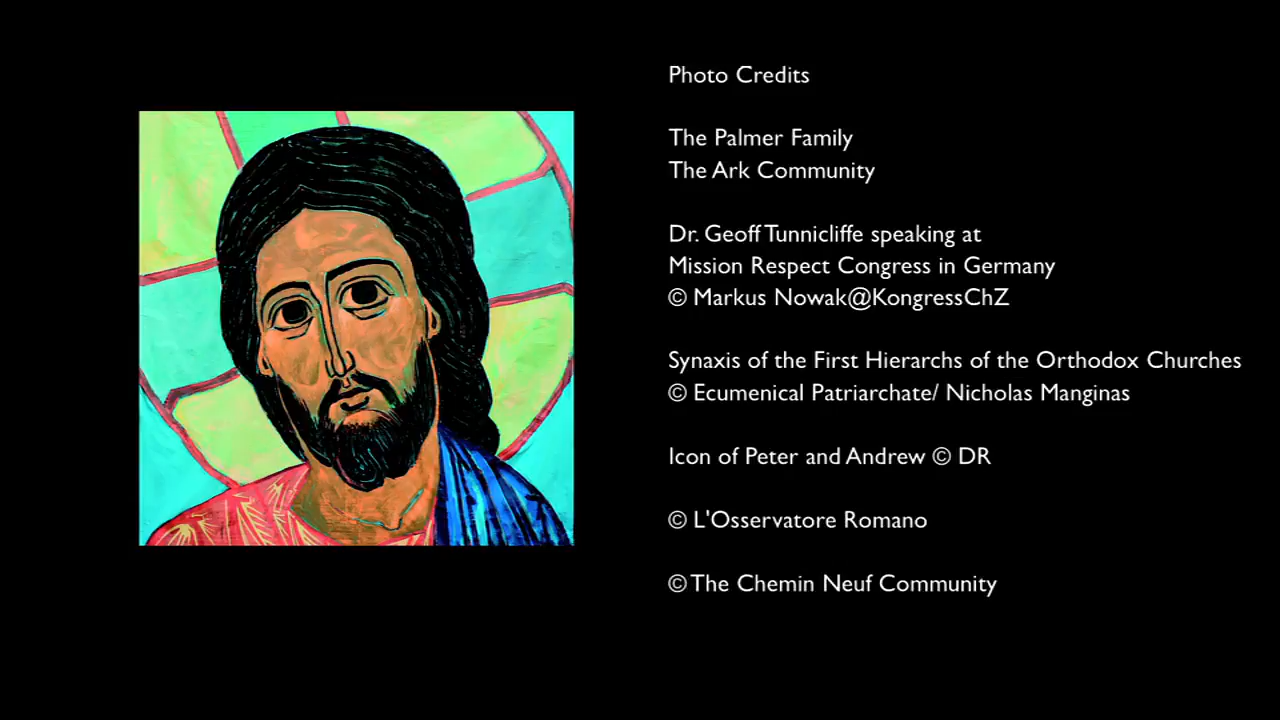 Photo Credits
The Palmer Family
The Ark Community
Dr. Geoff Tunnicliffe speaking at
Mission Respect Congress in Germany
© Markus Nowak@KongressChZ
Synaxis of the First Hierarchs of the Orthodox Churches
© Ecumenical Patriarchate/ Nicholas Manginas
Icon of Peter and Andrew © DR
© L'Osservatore Romano
© The Chemin Neuf Community